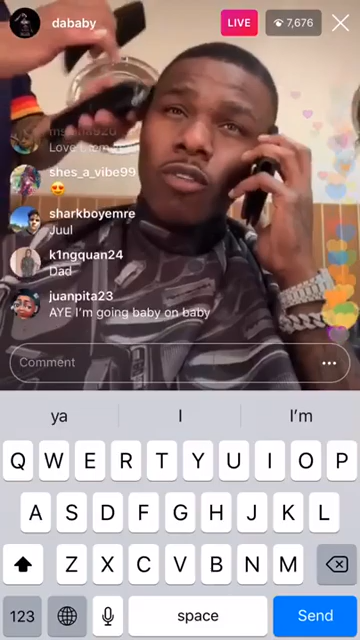 dababy
LIVE
7,676
Love them
shes_a_vibe99
sharkboyemre
Juul
k1ngquan24
Dad
juanpita23
AYE I'm going baby on baby
Comment
ya I I'm
Q W E R T Y U I O P
A S D F G H J K L
Z X C V B N M
123 space Send